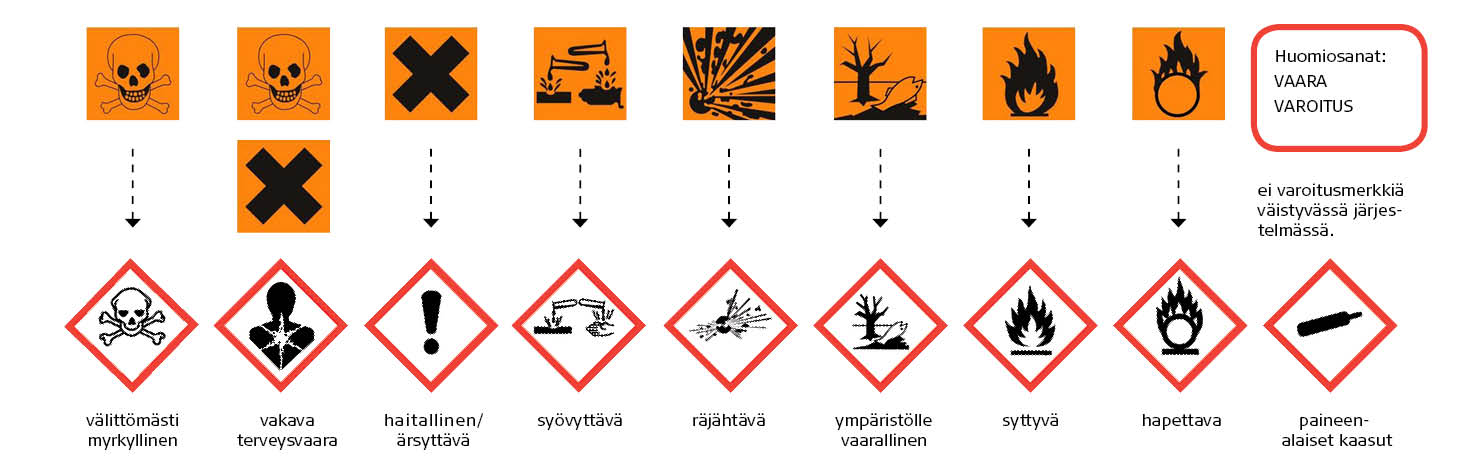 Huomiosanat:
VAARA
VAROITUS
ei varoitusmerkkiä
väistyvässä järjes-
telmässä.
välittömästi
myrkyllinen
vakava
terveysvaara
haitallinen/
ärsyttävä
syövyttävä
räjähtävä
ympäristölle
vaarallinen
syttyvä
hapettava
paineen-
alaiset kaasut